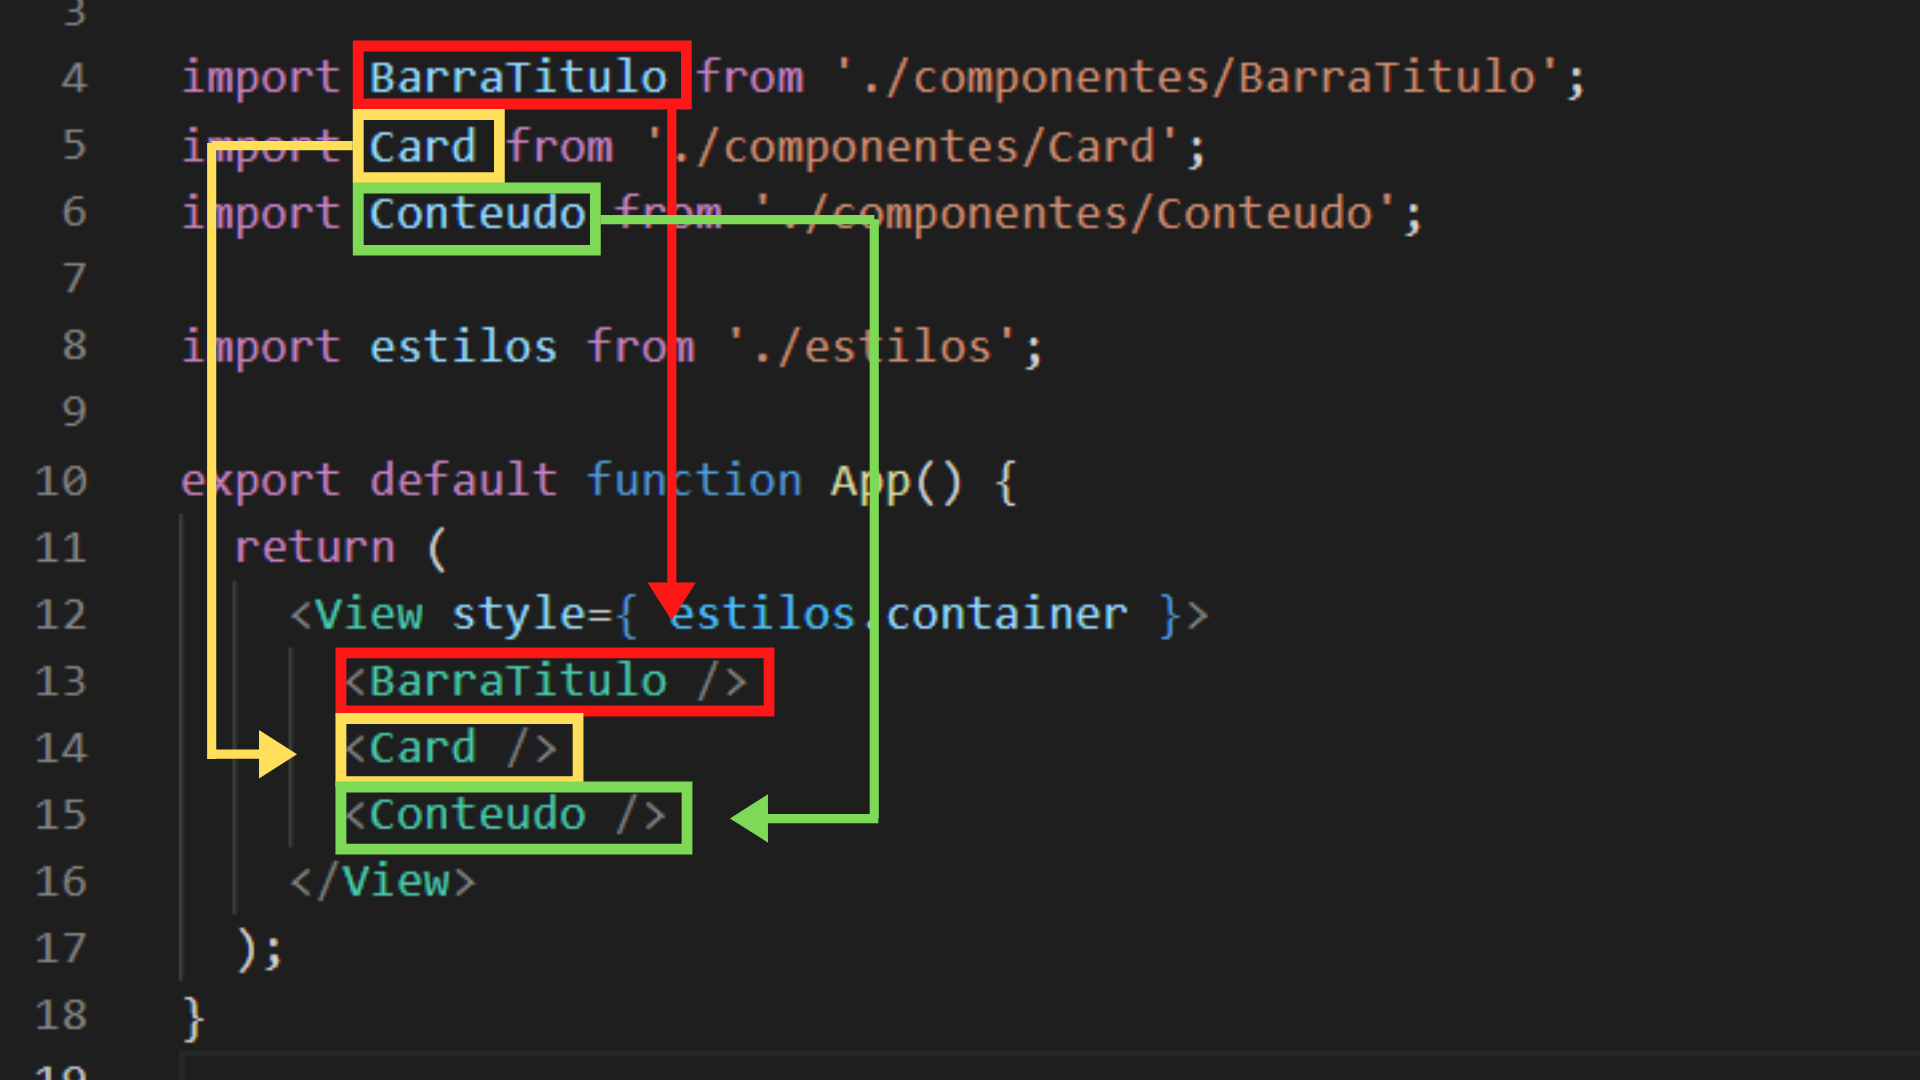 3
4 import BarraTitulo from './componentes/BarraTitulo';
5 import Card from './componentes/Card';
6 import Conteudo from './componentes/Conteudo';
7
8 import estilos from './estilos';
9
10 export default function App() {
11 return (
12 <View style={ estilos.container }>
13 <BarraTitulo />
14 <Card />
15 <Conteudo />
16 </View>
17 );
18 }
19